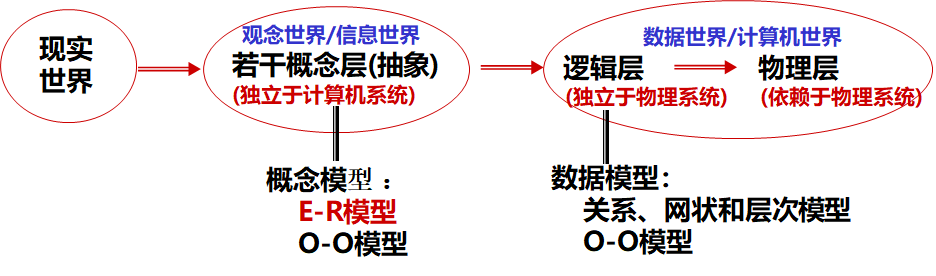 现实
世界
观念世界/信息世界
若干概念层(抽象)
(独立于计算机系统)
数据世界/计算机世界
逻辑层
(独立于物理系统)
物理层
(依赖于物理系统)
概念模型：
E-R模型
O-O模型
数据模型：
关系、网状和层次模型
O-O模型